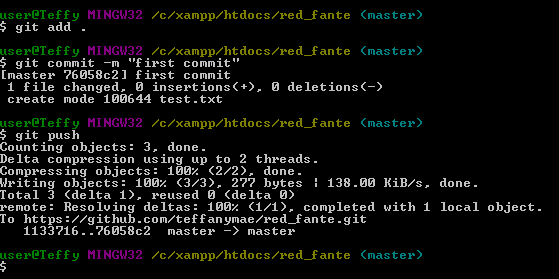 user@Teffy MINGW32 /c/xampp/htdocs/red_fante (master)
$ git add .
user@Teffy MINGW32 /c/xampp/htdocs/red_fante (master)
$ git commit -m "first commit"
[master 76058c2] first commit
 1 file changed, 0 insertions(+), 0 deletions(-)
 create mode 100644 test.txt
user@Teffy MINGW32 /c/xampp/htdocs/red_fante (master)
$ git push
Counting objects: 3, done.
Delta compression using up to 2 threads.
Compressing objects: 100% (2/2), done.
Writing objects: 100% (3/3), 277 bytes ¦ 138.00 KiB/s, done.
Total 3 (delta 1), reused 0 (delta 0)
remote: Resolving deltas: 100% (1/1), completed with 1 local object.
To https://github.com/teffanymae/red_fante.git
   1133716..76058c2  master -> master
user@Teffy MINGW32 /c/xampp/htdocs/red_fante (master)
$